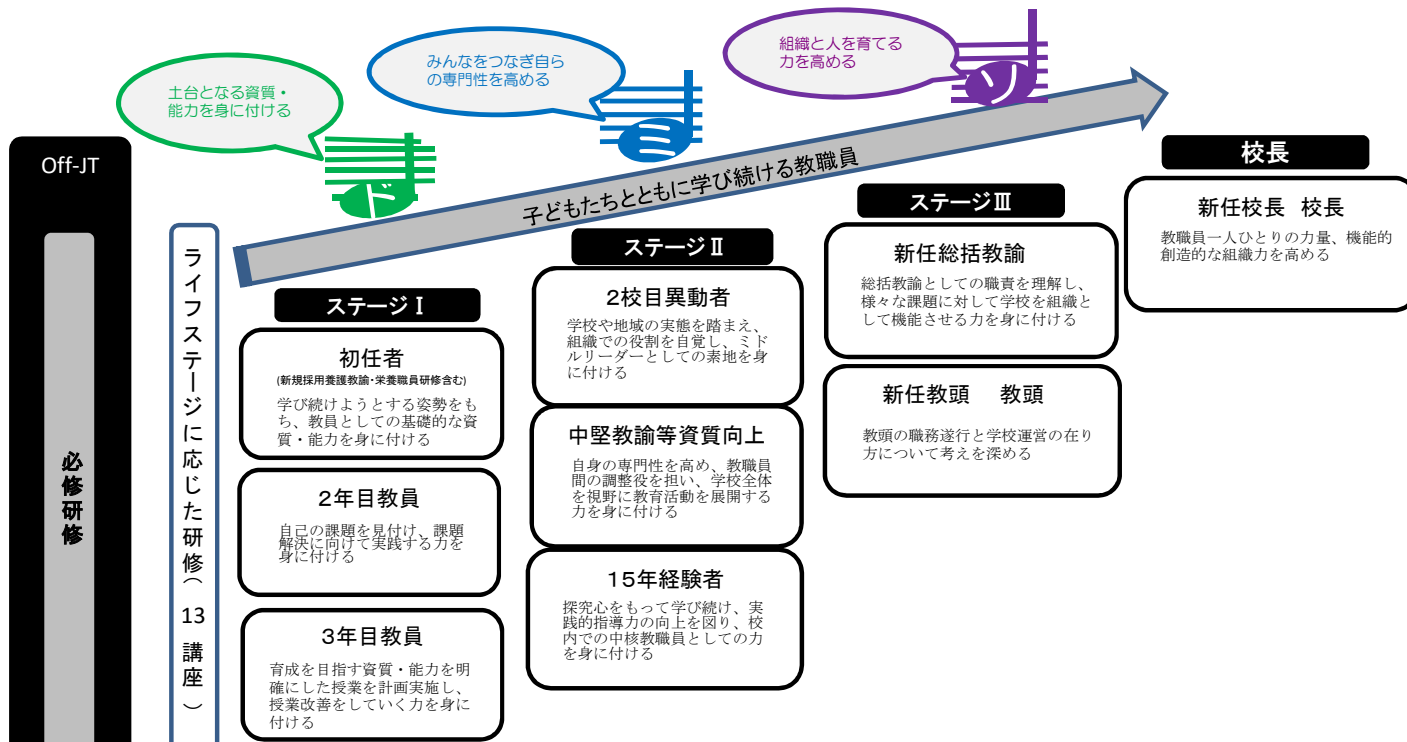 土台となる資質・
能力を身に付ける
ド
みんなをつなぎ自ら
の専門性を高める
ミ
組織と人を育てる
力を高める
ソ
子どもたちとともに学び続ける教職員
Off-JT
必修研修
ライフステージに応じた研修（13講座）
ステージⅠ
初任者
(新規採用養護教諭・栄養職員研修含む)
学び続けようとする姿勢をも
ち、教員としての基礎的な資
質・能力を身に付ける
2年目教員
自己の課題を見付け、課題
解決に向けて実践する力を
身に付ける
3年目教員
育成を目指す資質・能力を明
確にした授業を計画実施し、
授業改善をしていく力を身に
付ける
ステージⅡ
2校目異動者
学校や地域の実態を踏まえ、
組織での役割を自覚し、ミド
ルリーダーとしての素地を身
に付ける
中堅教諭等資質向上
自身の専門性を高め、教職員
間の調整役を担い、学校全体
を視野に教育活動を展開する
力を身に付ける
15年経験者
探究心をもって学び続け、実
践的指導力の向上を図り、校
内での中核教職員としての力
を身に付ける
ステージⅢ
新任総括教諭
総括教諭としての職責を理解し、
様々な課題に対して学校を組織と
して機能させる力を身に付ける
新任教頭　教頭
教頭の職務遂行と学校運営の在り
方について考えを深める
校長
新任校長 校長
教職員一人ひとりの力量、機能的
創造的な組織力を高める